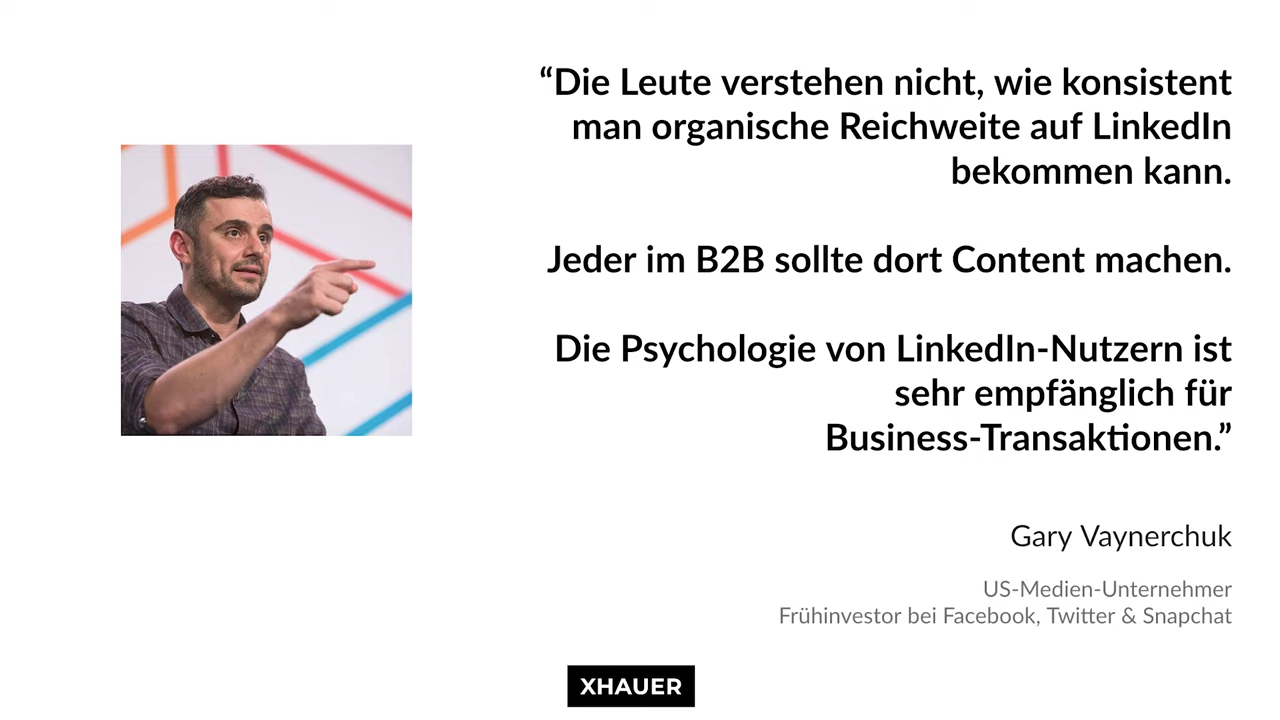 “Die Leute verstehen nicht, wie konsistent
man organische Reichweite auf LinkedIn
bekommen kann.
Jeder im B2B sollte dort Content machen.
Die Psychologie von LinkedIn-Nutzern ist
sehr empfänglich für
Business-Transaktionen.”
Gary Vaynerchuk
US-Medien-Unternehmer
Frühinvestor bei Facebook, Twitter & Snapchat
XHAUER